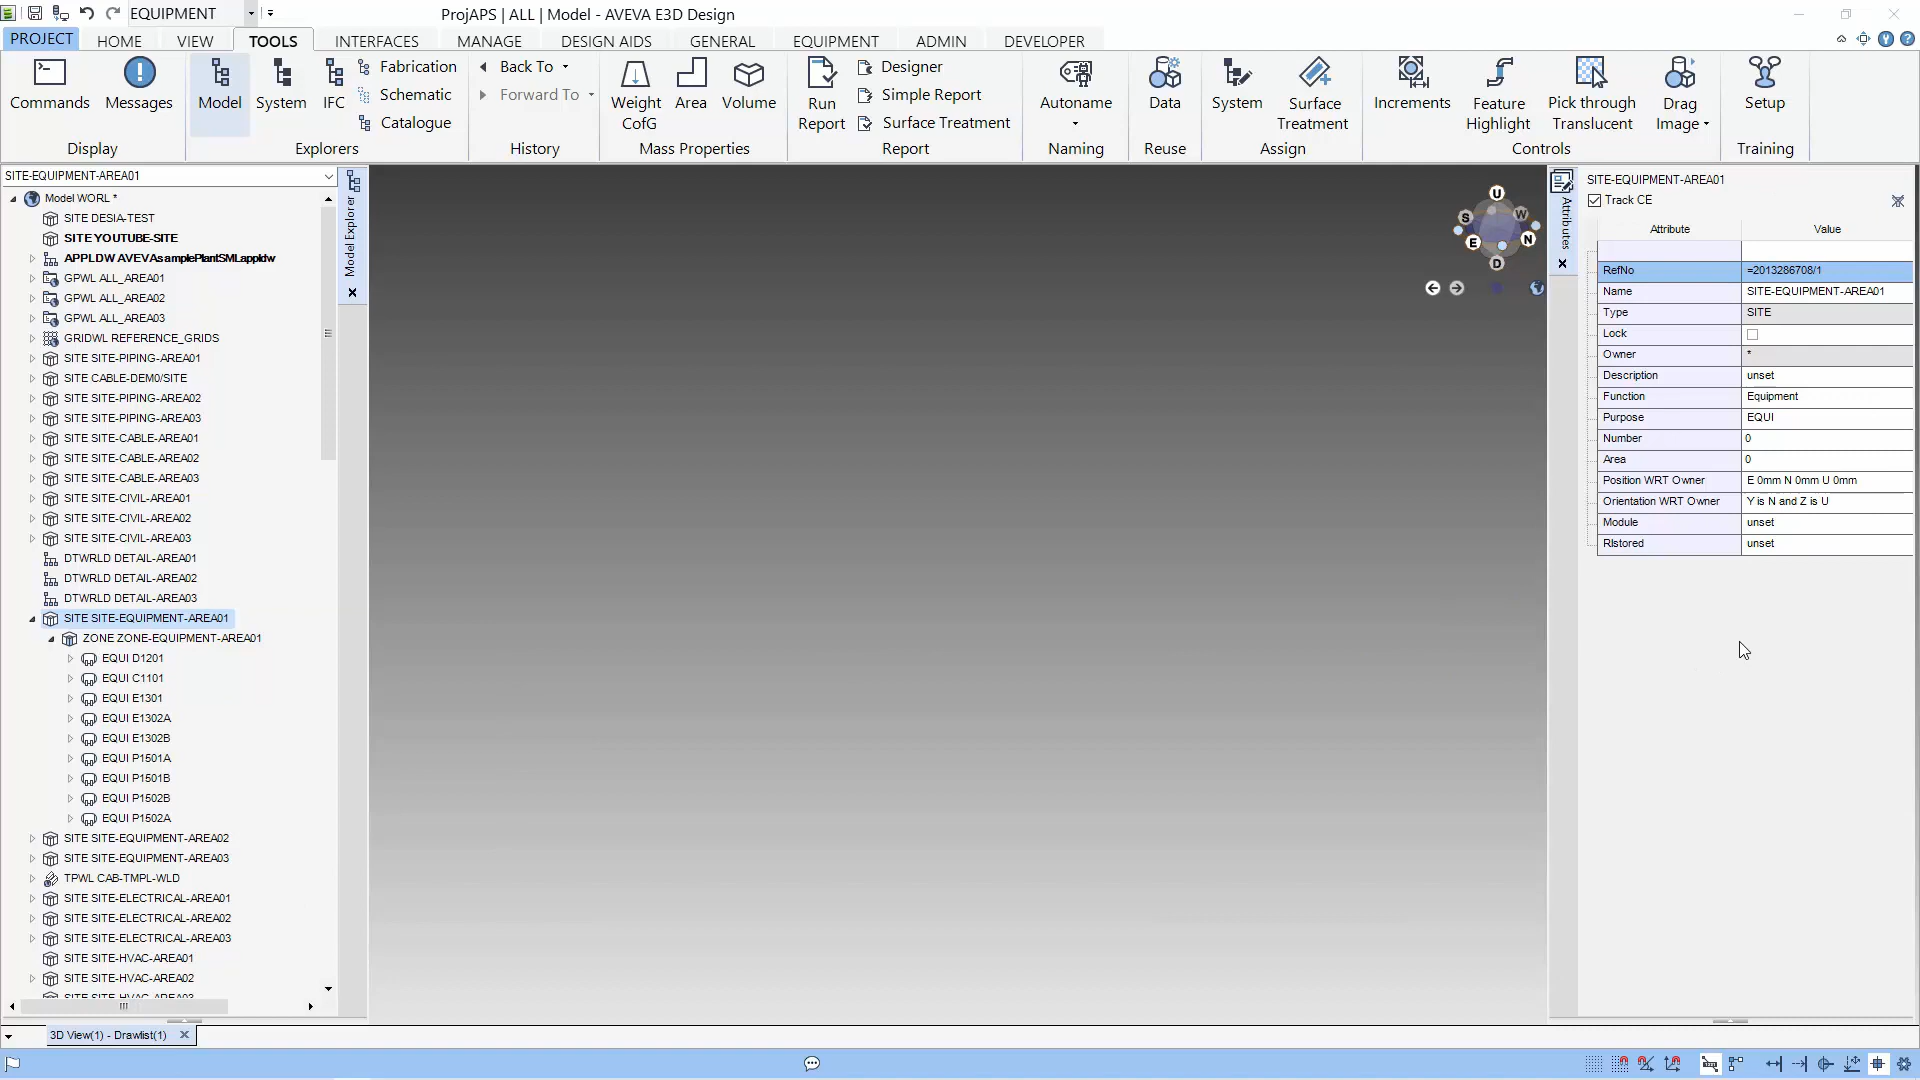 EQUIPMENT
ProjAPS | ALL | Model - AVEVA E3D Design
PROJECT HOME VIEW TOOLS INTERFACES MANAGE DESIGN AIDS GENERAL EQUIPMENT ADMIN DEVELOPER
Commands
Messages
Display
Model
System
IFC
Fabrication
Schematic
Catalogue
Explorers
Back To
Forward To
History
Weight
CofG
Area
Volume
Mass Properties
Run
Report
Designer
Simple Report
Surface Treatment
Report
Autoname
Naming
Data
Reuse
System
Surface
Treatment
Assign
Increments
Feature
Highlight
Pick through
Translucent
Drag
Image
Controls
Setup
Training
SITE-EQUIPMENT-AREA01
Model WORL *
SITE DESIA-TEST
SITE YOUTUBE-SITE
APPLDW AVEVAsamplePlantSMLappldw
GPWL ALL_AREA01
GPWL ALL_AREA02
GPWL ALL_AREA03
GRIDWL REFERENCE_GRIDS
SITE SITE-PIPING-AREA01
SITE CABLE-DEM0/SITE
SITE SITE-PIPING-AREA02
SITE SITE-PIPING-AREA03
SITE SITE-CABLE-AREA01
SITE SITE-CABLE-AREA02
SITE SITE-CABLE-AREA03
SITE SITE-CIVIL-AREA01
SITE SITE-CIVIL-AREA02
SITE SITE-CIVIL-AREA03
DTWRLD DETAIL-AREA01
DTWRLD DETAIL-AREA02
DTWRLD DETAIL-AREA03
SITE SITE-EQUIPMENT-AREA01
ZONE ZONE-EQUIPMENT-AREA01
EQUI D1201
EQUI C1101
EQUI E1301
EQUI E1302A
EQUI E1302B
EQUI P1501A
EQUI P1501B
EQUI P1502B
EQUI P1502A
SITE SITE-EQUIPMENT-AREA02
SITE SITE-EQUIPMENT-AREA03
TPWL CAB-TMPL-WLD
SITE SITE-ELECTRICAL-AREA01
SITE SITE-ELECTRICAL-AREA02
SITE SITE-ELECTRICAL-AREA03
SITE SITE-HVAC-AREA01
SITE SITE-HVAC-AREA02
SITE SITE-HVAC-AREA03
Model Explorer
U
S W
E N
D
Attributes
SITE-EQUIPMENT-AREA01
Track CE
Attribute Value
RefNo =2013286708/1
Name SITE-EQUIPMENT-AREA01
Type SITE
Lock
Owner *
Description unset
Function Equipment
Purpose EQUI
Number 0
Area 0
Position WRT Owner E 0mm N 0mm U 0mm
Orientation WRT Owner Y is N and Z is U
Module unset
Rlstored unset
3D View(1) - Drawlist(1)